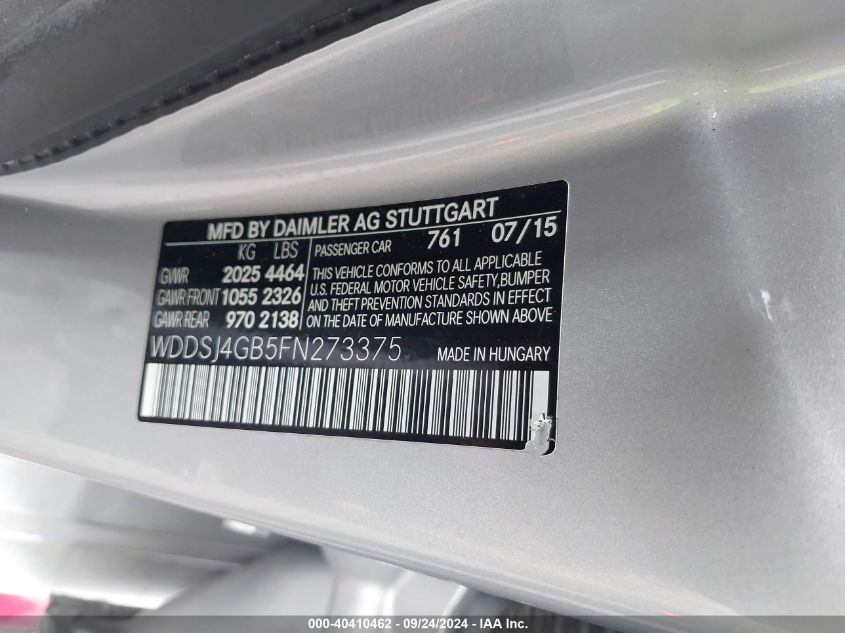 MFD BY DAIMLER AG STUTTGART
KG LBS PASSENGER CAR 761 07/15
GVWR 2025 4464 THIS VEHICLE CONFORMS TO ALL APPLICABLE
U.S. FEDERAL MOTOR VEHICLE SAFETY,BUMPER
GAWR FRONT 1055 2326 AND THEFT PREVENTION STANDARDS IN EFFECT
GAWR REAR 970 2138 ON THE DATE OF MANUFACTURE SHOWN ABOVE
WDDSJ4GB5FN273375 MADE IN HUNGARY
000-40410462 - 09/24/2024 - IAA Inc.